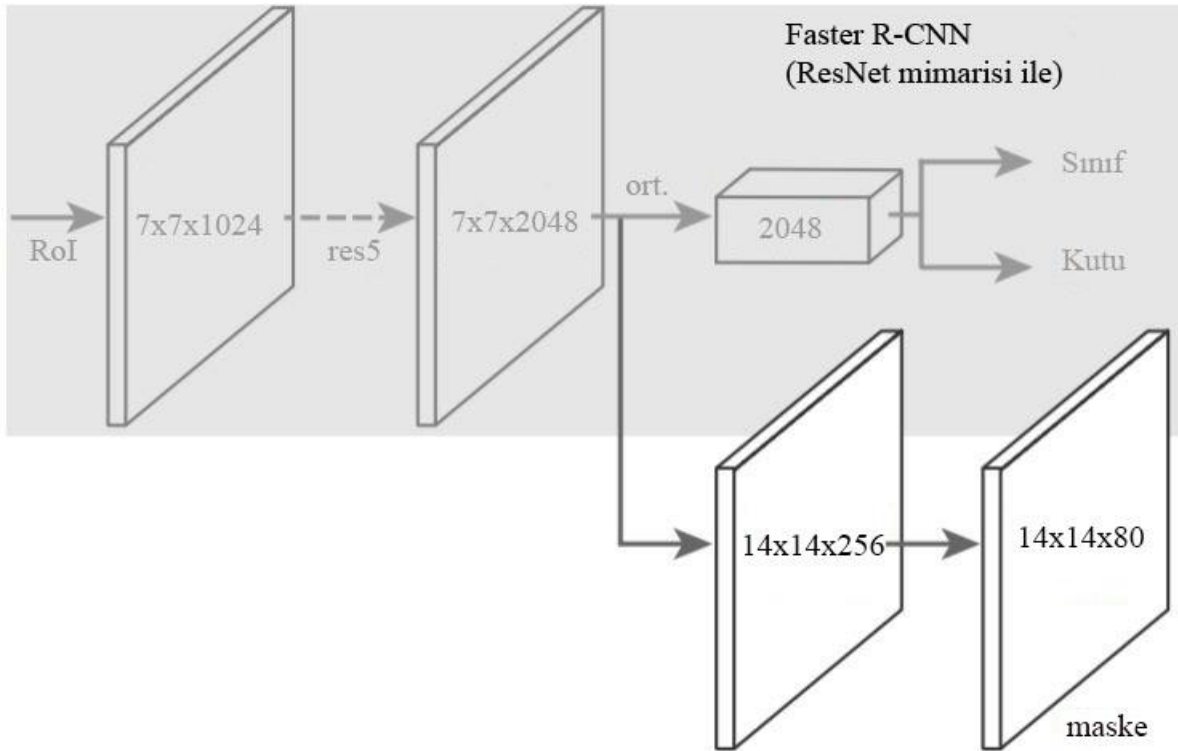 Faster R-CNN
(ResNet mimarisi ile)
RoI
7x7x1024
res5
7x7x2048
ort.
2048
Sınıf
Kutu
14x14x256
14x14x80
maske